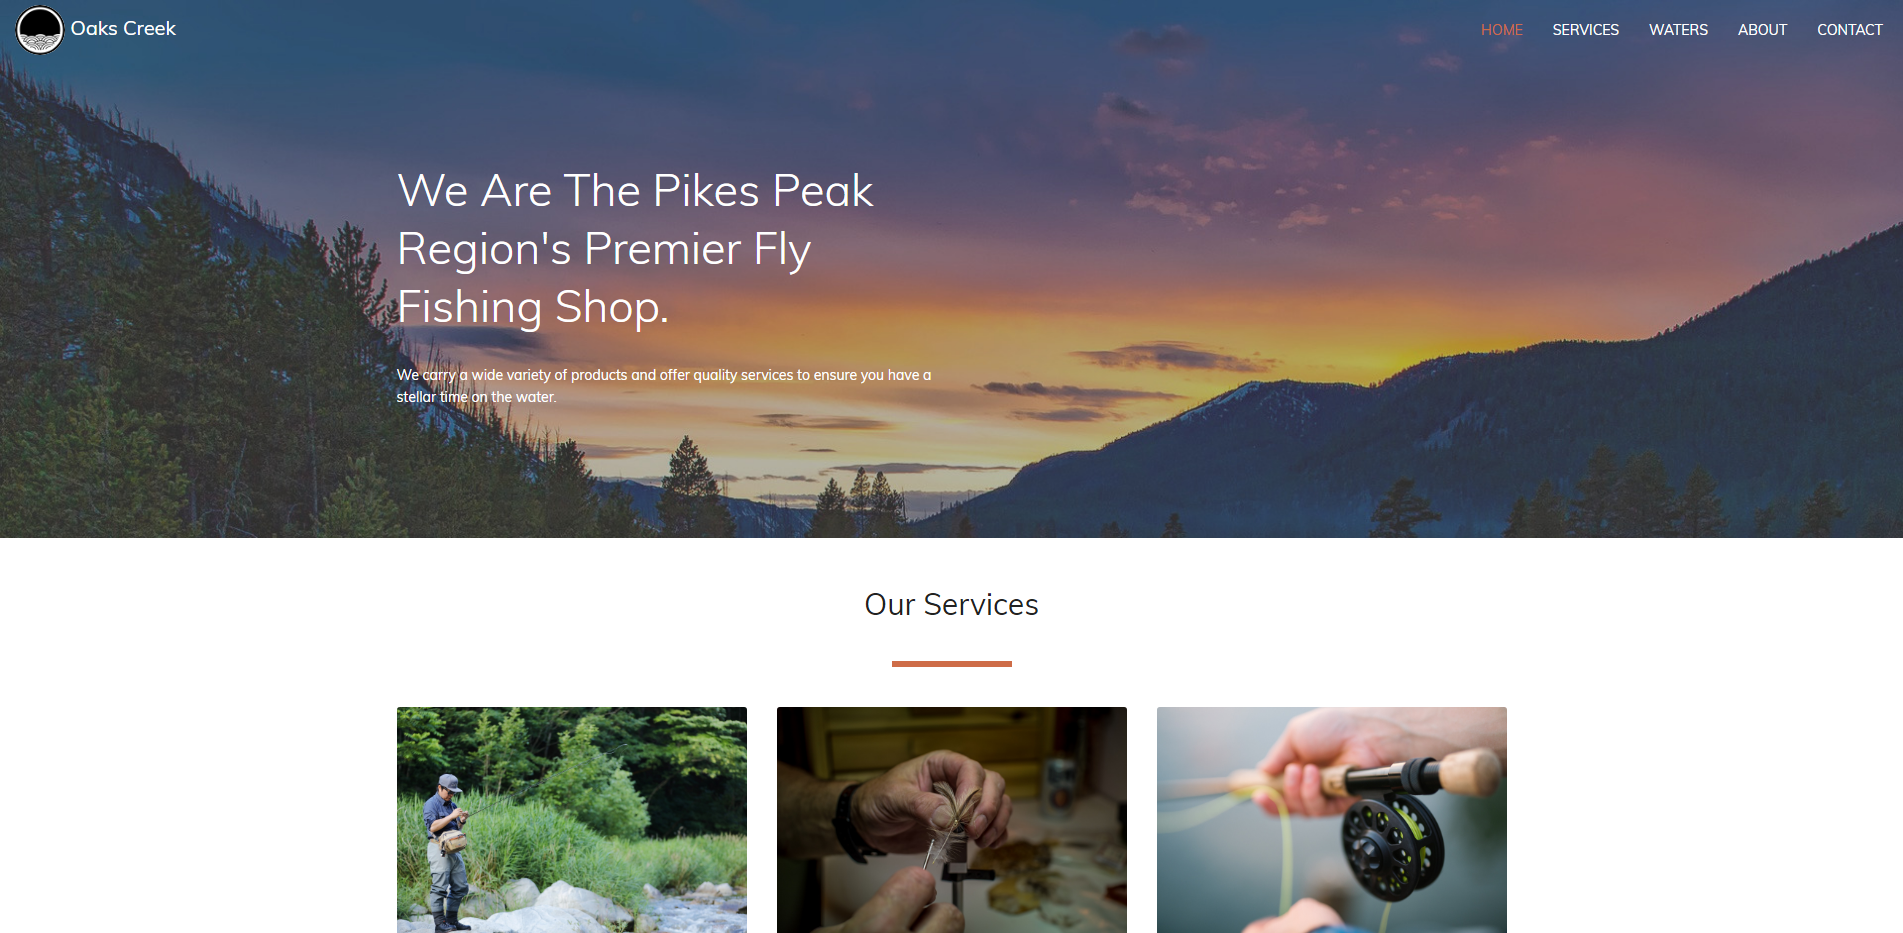 Oaks Creek
HOME SERVICES WATERS ABOUT CONTACT
We Are The Pikes Peak
Region's Premier Fly
Fishing Shop.
We carry a wide variety of products and offer quality services to ensure you have a
stellar time on the water.
Our Services